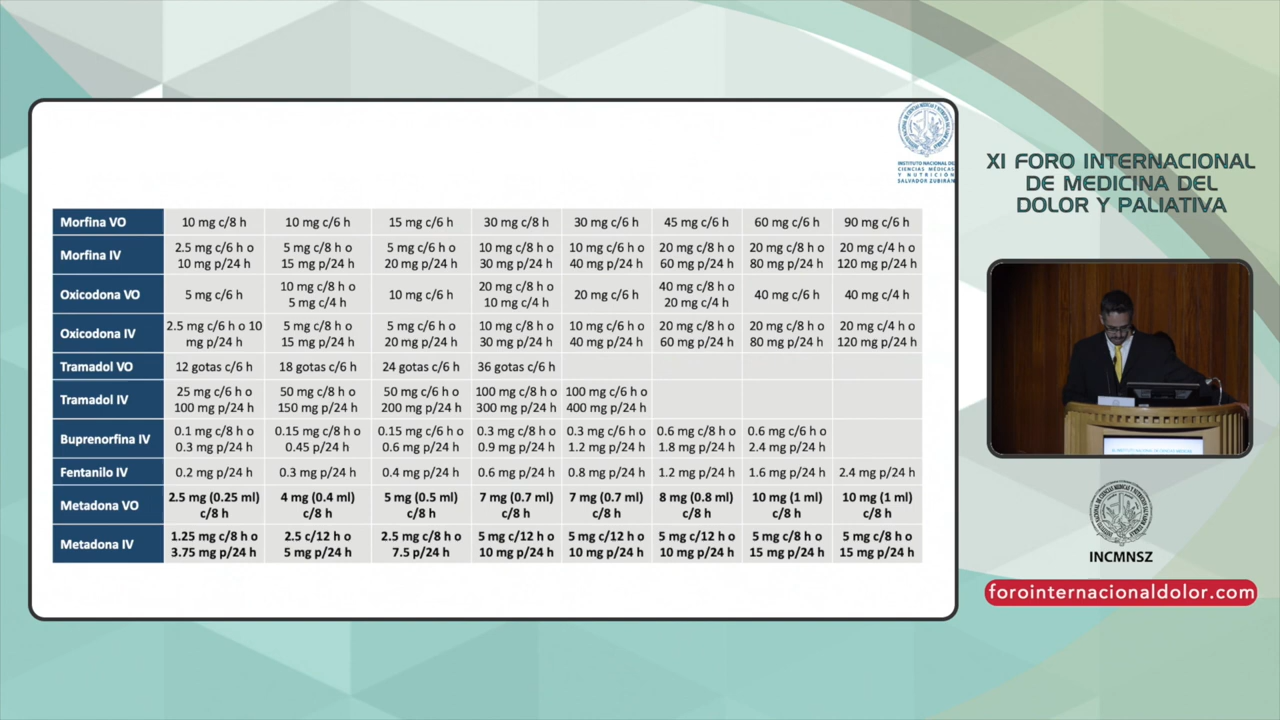 INSTITUTO NACIONAL DE
CIENCIAS MÉDICAS
Y NUTRICIÓN
SALVADOR ZUBIRÁN
Morfina VO 10 mg c/8 h 10 mg c/6 h 15 mg c/6 h 30 mg c/8 h 30 mg c/6 h 45 mg c/6 h 60 mg c/6 h 90 mg c/6 h
Morfina IV 2.5 mg c/6 h o 10 mg p/24 h 5 mg c/8 h o 15 mg p/24 h 5 mg c/6 h o 20 mg p/24 h 10 mg c/8 h o 30 mg p/24 h 10 mg c/6 h o 40 mg p/24 h 20 mg c/8 h o 60 mg p/24 h 20 mg c/8 h o 80 mg p/24 h 20 mg c/4 h o 120 mg p/24 h
Oxicodona VO 5 mg c/6 h 10 mg c/8 h o 5 mg c/4 h 10 mg c/6 h 20 mg c/8 h o 10 mg c/4 h 20 mg c/6 h 40 mg c/8 h o 20 mg c/4 h 40 mg c/6 h 40 mg c/4 h
Oxicodona IV 2.5 mg c/6 h o 10 mg p/24 h 5 mg c/8 h o 15 mg p/24 h 5 mg c/6 h o 20 mg p/24 h 10 mg c/8 h o 30 mg p/24 h 10 mg c/6 h o 40 mg p/24 h 20 mg c/8 h o 60 mg p/24 h 20 mg c/8 h o 80 mg p/24 h 20 mg c/4 h o 120 mg p/24 h
Tramadol VO 12 gotas c/6 h 18 gotas c/6 h 24 gotas c/6 h 36 gotas c/6 h
Tramadol IV 25 mg c/6 h o 100 mg p/24 h 50 mg c/8 h o 150 mg p/24 h 50 mg c/6 h o 200 mg p/24 h 100 mg c/8 h o 300 mg p/24 h 100 mg c/6 h o 400 mg p/24 h
Buprenorfina IV 0.1 mg c/8 h o 0.3 mg p/24 h 0.15 mg c/8 h o 0.45 mg p/24 h 0.15 mg c/6 h o 0.6 mg p/24 h 0.3 mg c/8 h o 0.9 mg p/24 h 0.3 mg c/6 h o 1.2 mg p/24 h 0.6 mg c/8 h o 1.8 mg p/24 h 0.6 mg c/6 h o 2.4 mg p/24 h
Fentanilo IV 0.2 mg p/24 h 0.3 mg p/24 h 0.4 mg p/24 h 0.6 mg p/24 h 0.8 mg p/24 h 1.2 mg p/24 h 1.6 mg p/24 h 2.4 mg p/24 h
Metadona VO 2.5 mg (0.25 ml) c/8 h 4 mg (0.4 ml) c/8 h 5 mg (0.5 ml) c/8 h 7 mg (0.7 ml) c/8 h 7 mg (0.7 ml) c/8 h 8 mg (0.8 ml) c/8 h 10 mg (1 ml) c/8 h 10 mg (1 ml) c/8 h
Metadona IV 1.25 mg c/8 h o 3.75 mg p/24 h 2.5 c/12 h o 5 mg p/24 h 2.5 mg c/8 h o 7.5 p/24 h 5 mg c/12 h o 10 mg p/24 h 5 mg c/12 h o 10 mg p/24 h 5 mg c/12 h o 10 mg p/24 h 5 mg c/8 h o 15 mg p/24 h 5 mg c/8 h o 15 mg p/24 h
XI FORO INTERNACIONAL
DE MEDICINA DEL
DOLOR Y PALIATIVA
INCMNSZ
forointernacionaldolor.com